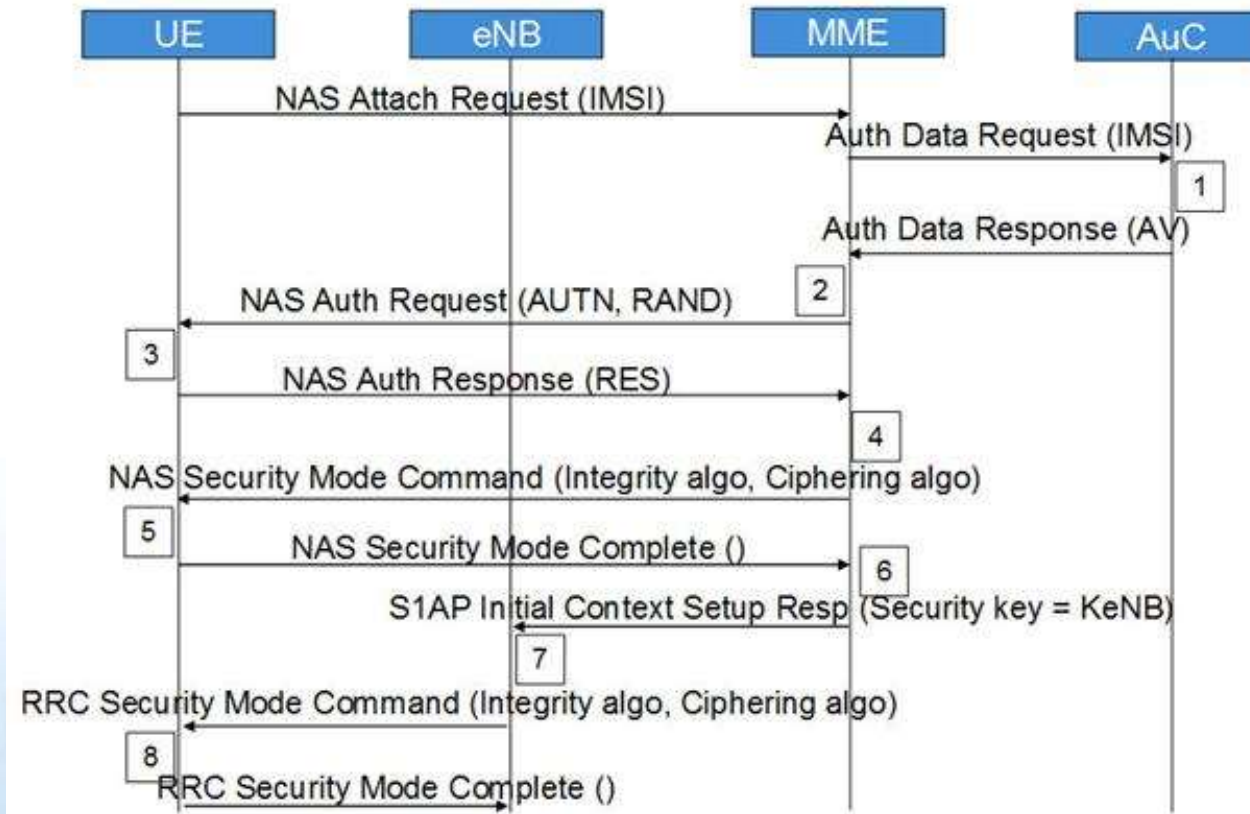 UE eNB MME AuC
NAS Attach Request (IMSI)
Auth Data Request (IMSI)
1
Auth Data Response (AV)
2
NAS Auth Request (AUTN, RAND)
3
NAS Auth Response (RES)
4
NAS Security Mode Command (Integrity algo, Ciphering algo)
5
NAS Security Mode Complete ()
6
S1AP Initial Context Setup Resp (Security key = KeNB)
7
RRC Security Mode Command (Integrity algo, Ciphering algo)
8
RRC Security Mode Complete ()